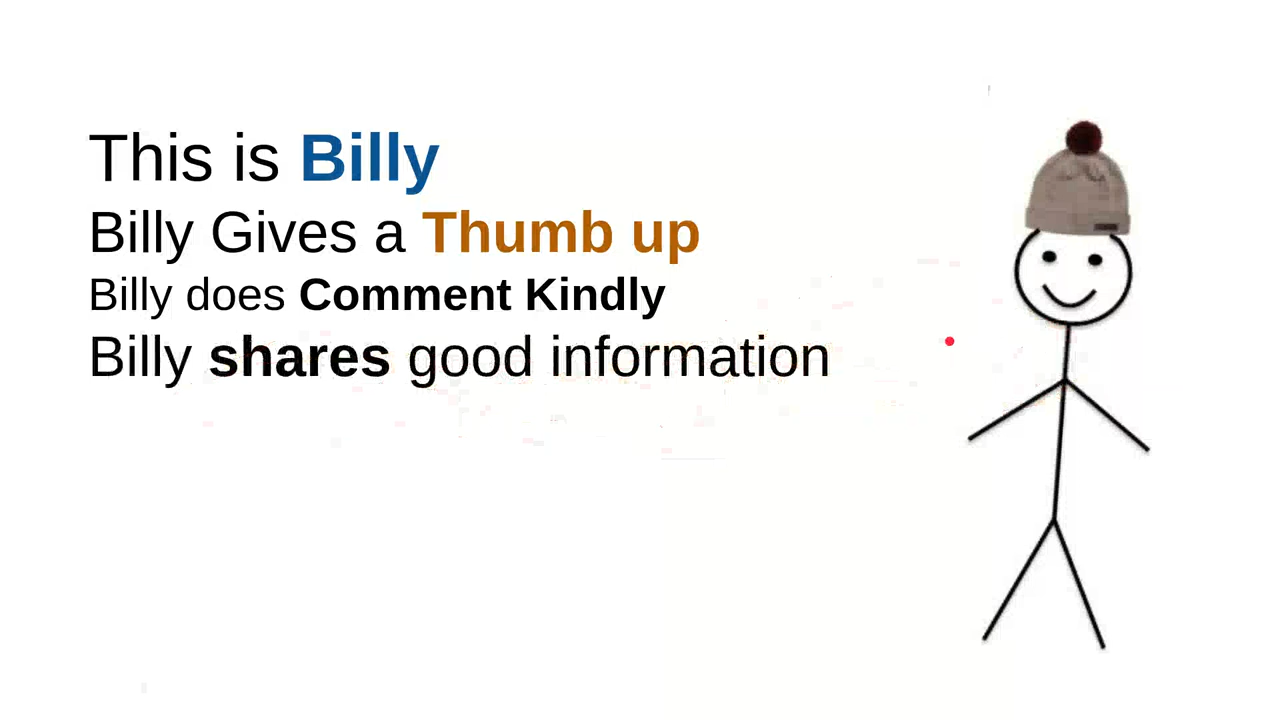 This is Billy
Billy Gives a Thumb up
Billy does Comment Kindly
Billy shares good information